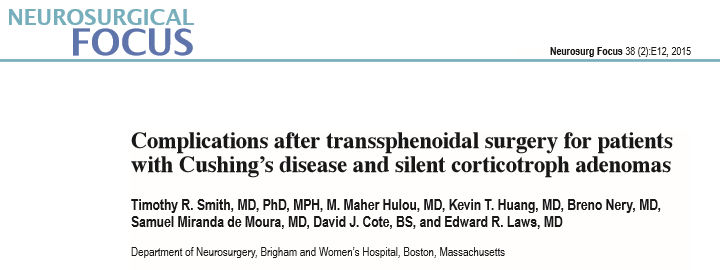 NEUROSURGICAL
FOCUS
Neurosurg Focus 38 (2):E12, 2015
Complications after transsphenoidal surgery for patients
with Cushing's disease and silent corticotroph adenomas
Timothy R. Smith, MD, PhD, MPH, M. Maher Hulou, MD, Kevin T. Huang, MD, Breno Nery, MD,
Samuel Miranda de Moura, MD, David J. Cote, BS, and Edward R. Laws, MD
Department of Neurosurgery, Brigham and Women's Hospital, Boston, Massachusetts